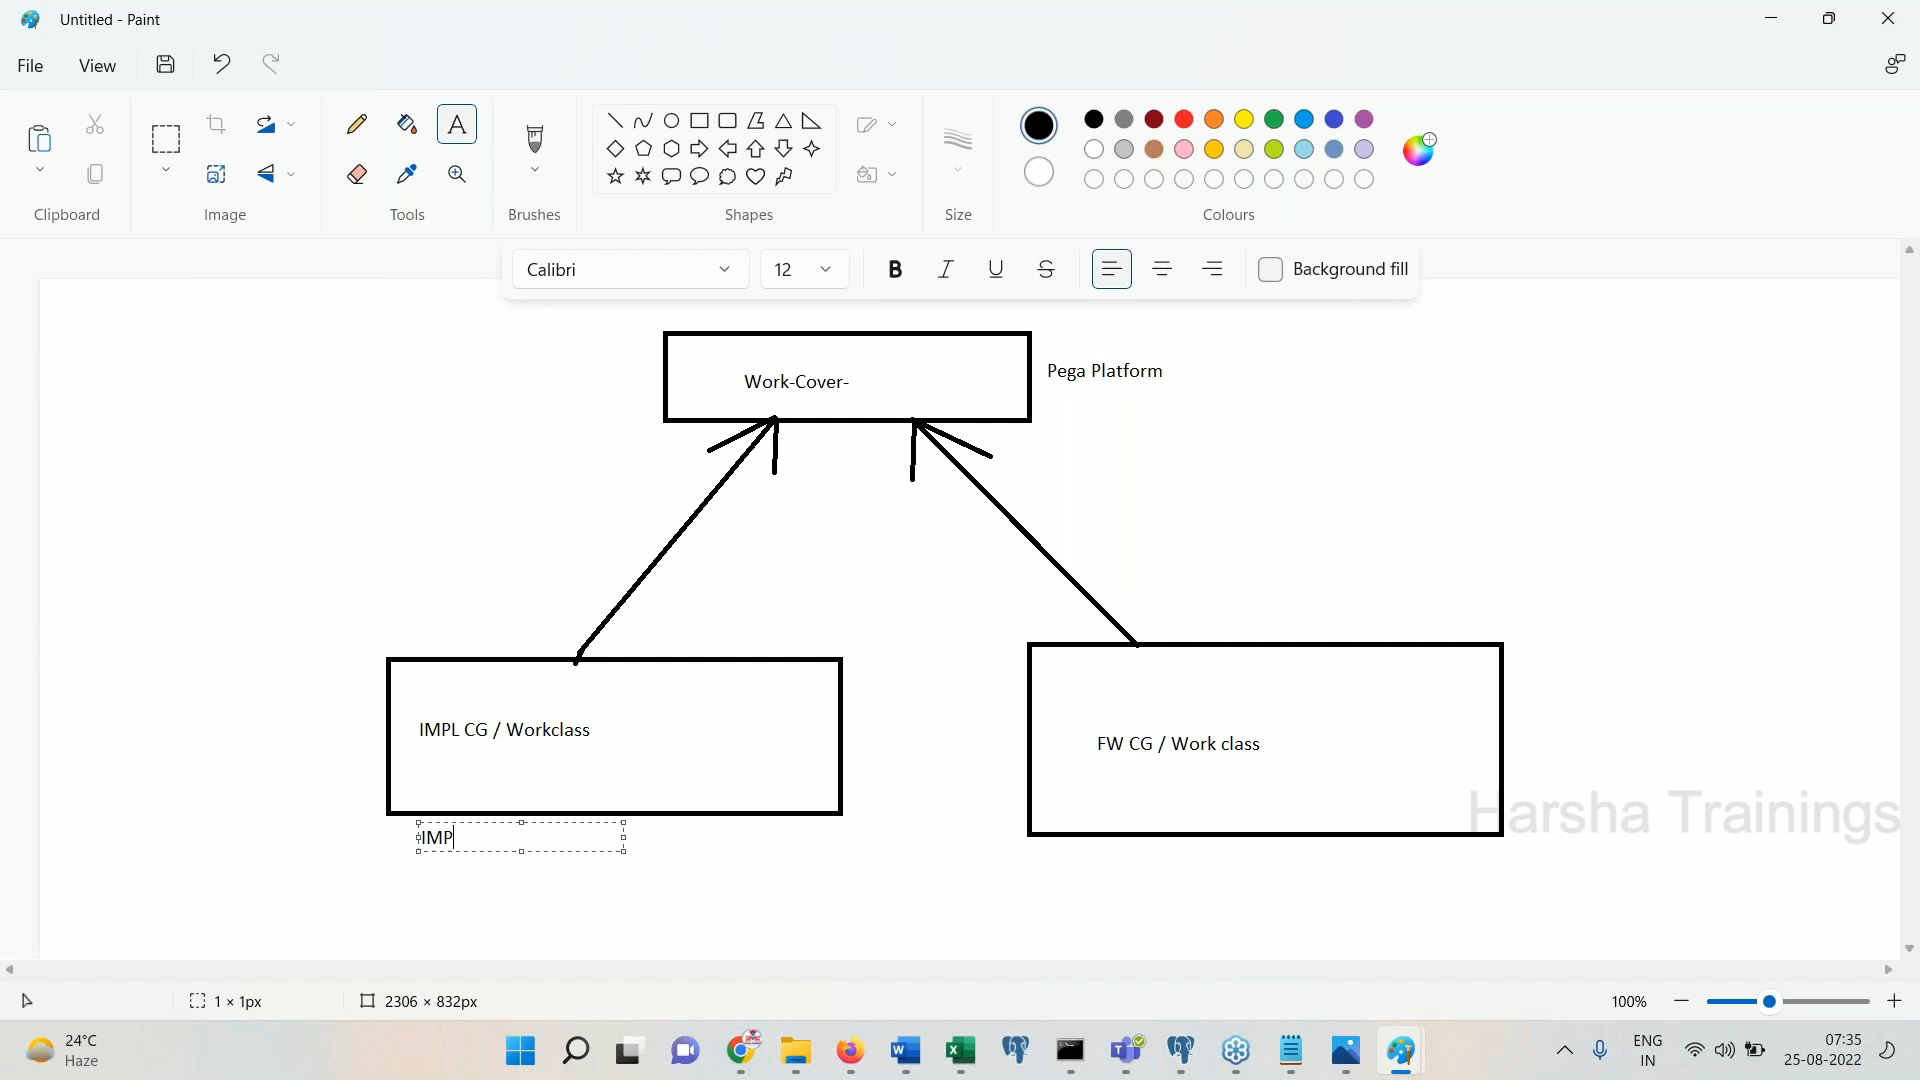 Untitled - Paint
File
View
Clipboard
Image
Tools
Brushes
Shapes
Size
Colours
Calibri
12
B
I
U
S
Background fill
Work-Cover-
Pega Platform
IMPL CG / Workclass
FW CG / Work class
Harsha Trainings
IMP
1 × 1px
2306 × 832px
100%
24°C
Haze
ENG
IN
07:35
25-08-2022